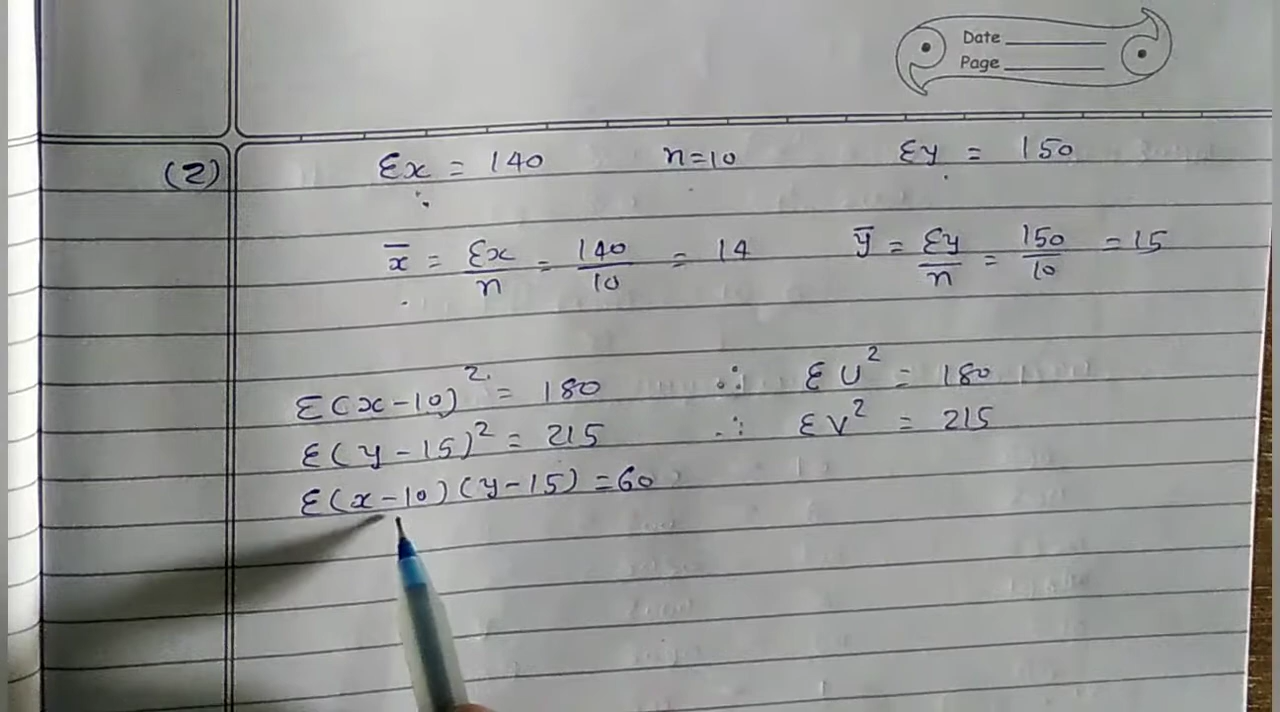 Date
Page
(2) Σx = 140 n=10 Σy = 150
x̄ = Σx/n = 140/10 = 14 ȳ = Σy/n = 150/10 = 15
Σ(x-10)² = 180 ∴ ΣU² = 180
Σ(y-15)² = 215 ∴ ΣV² = 215
Σ(x-10)(y-15) = 60